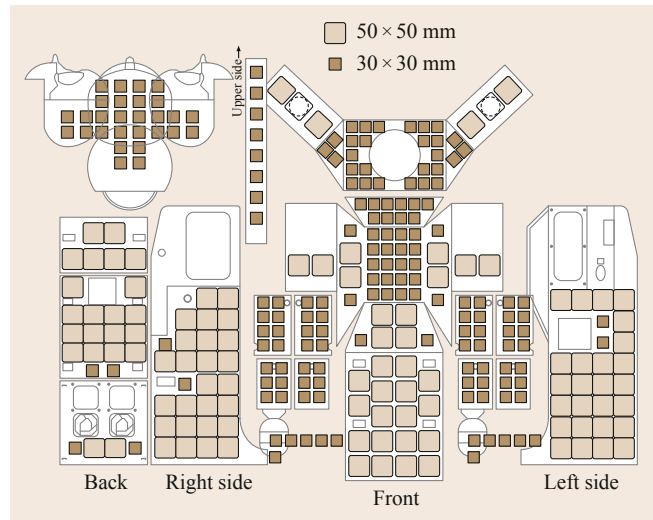 50 × 50 mm
30 × 30 mm
Upper side
Back
Right side
Front
Left side